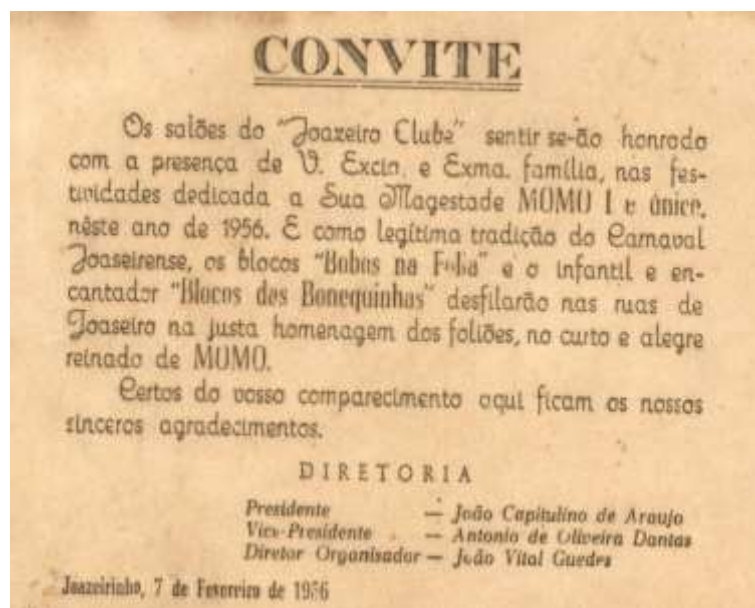 CONVITE
Os salões do "Joazeiro Clube" sentir se-ão honrado
com a presença de V. Excia. e Exma. família, nas fes-
tividades dedicada a Sua Magestade MOMO I e único,
nêste ano de 1956. E como legítima tradição do Carnaval
Joaseirense, os blocos "Bobos na Folia" e o infantil e en-
cantador "Blocos das Bonequinhas" desfilarão nas ruas de
Joaseiro na justa homenagem dos foliões, no curto e alegre
reinado de MOMO.
Certos do vosso comparecimento aqui ficam os nossos
sinceros agradecimentos.
DIRETORIA
Presidente — João Capitulino de Araujo
Vice-Presidente — Antonio de Oliveira Dantas
Diretor Organisador — João Vital Guedes
Joazeirinho, 7 de Fevereiro de 1956